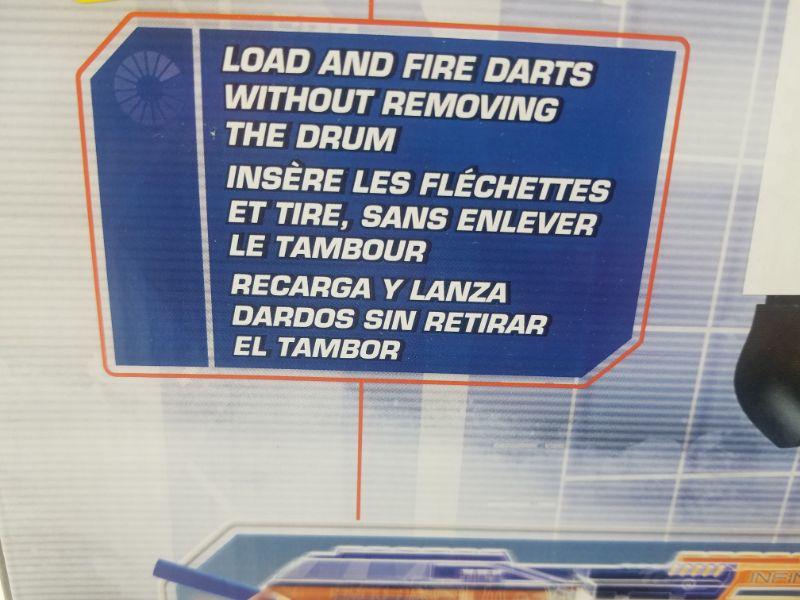 LOAD AND FIRE DARTS
WITHOUT REMOVING
THE DRUM
INSÈRE LES FLÉCHETTES
ET TIRE, SANS ENLEVER
LE TAMBOUR
RECARGA Y LANZA
DARDOS SIN RETIRAR
EL TAMBOR